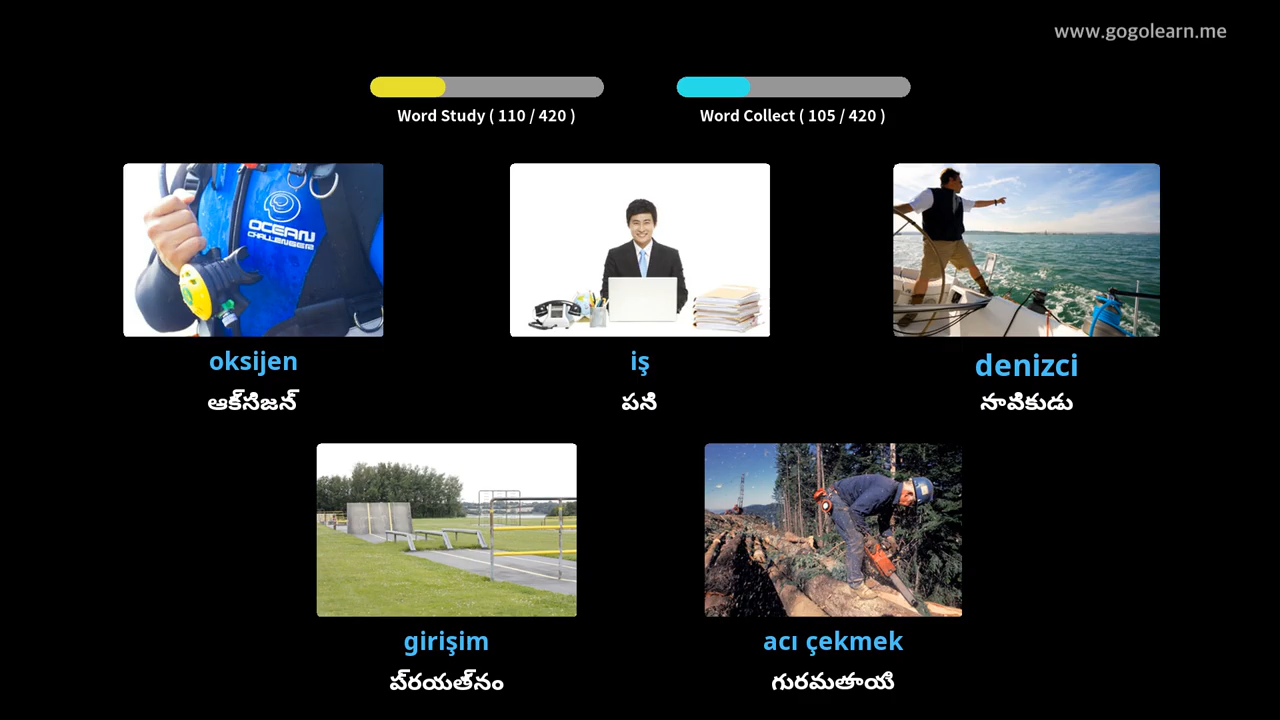 www.gogolearn.me
Word Study ( 110 / 420 )
Word Collect ( 105 / 420 )
OCEAN
CHALLENGER
oksijen
iş
denizci
ఆక్సిజన్
పని
నావికుడు
girişim
acı çekmek
ప్రయత్నం
గురవుతాయి